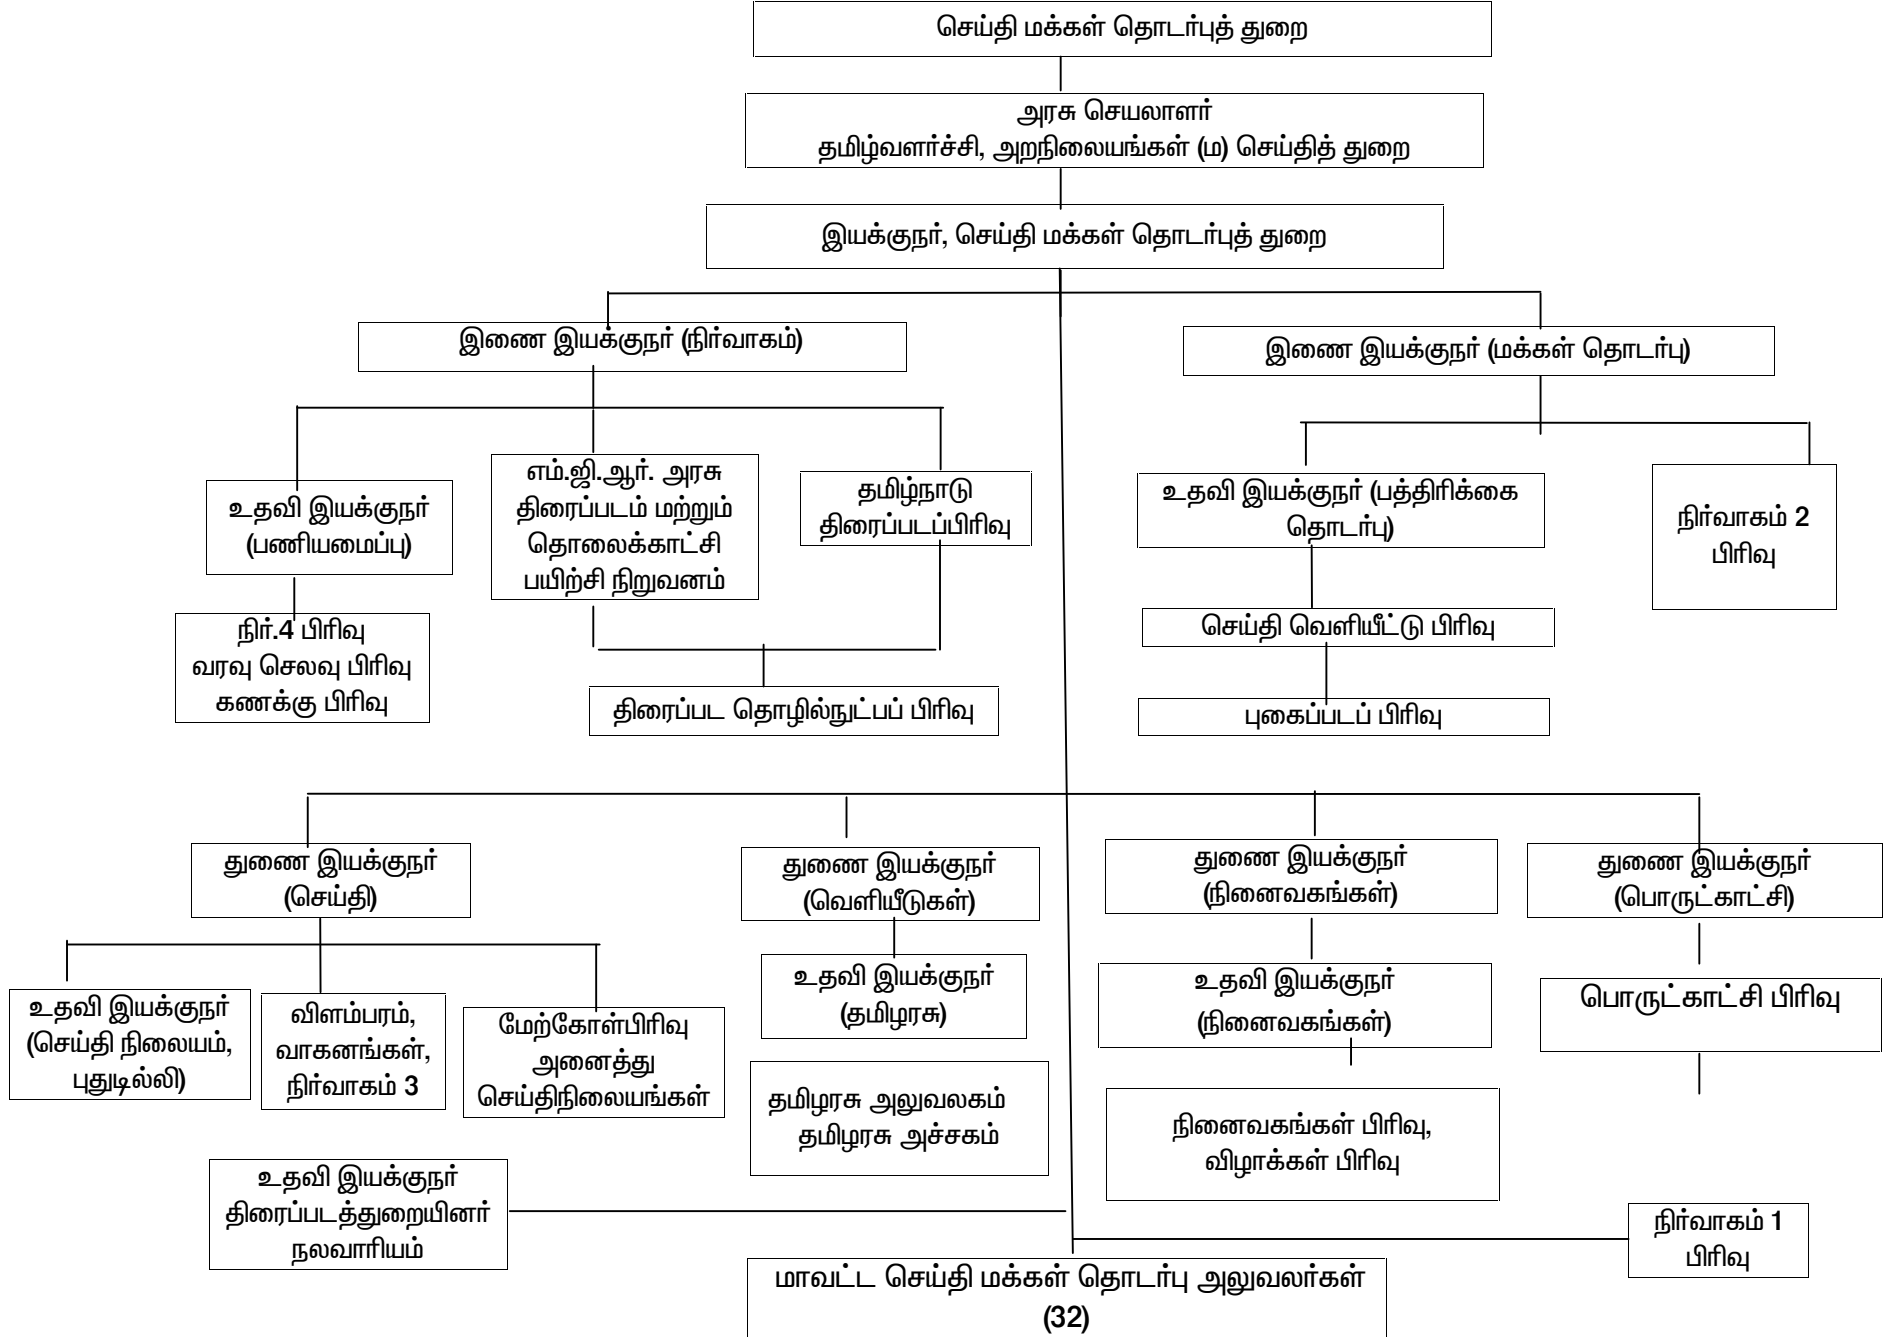 செய்தி மக்கள் தொடர்புத் துறை
அரசு செயலாளர்
தமிழ்வளர்ச்சி, அறநிலையங்கள் (ம) செய்தித் துறை
இயக்குநர், செய்தி மக்கள் தொடர்புத் துறை
இணை இயக்குநர் (நிர்வாகம்)
இணை இயக்குநர் (மக்கள் தொடர்பு)
உதவி இயக்குநர்
(பணியமைப்பு)
எம்.ஜி.ஆர். அரசு
திரைப்படம் மற்றும்
தொலைக்காட்சி
பயிற்சி நிறுவனம்
தமிழ்நாடு
திரைப்படப்பிரிவு
உதவி இயக்குநர் (பத்திரிக்கை
தொடர்பு)
நிர்வாகம் 2
பிரிவு
நிர்.4 பிரிவு
வரவு செலவு பிரிவு
கணக்கு பிரிவு
திரைப்பட தொழில்நுட்பப் பிரிவு
செய்தி வெளியீட்டு பிரிவு
புகைப்படப் பிரிவு
துணை இயக்குநர்
(செய்தி)
துணை இயக்குநர்
(வெளியீடுகள்)
துணை இயக்குநர்
(நினைவகங்கள்)
துணை இயக்குநர்
(பொருட்காட்சி)
உதவி இயக்குநர்
(செய்தி நிலையம்,
புதுடில்லி)
விளம்பரம்,
வாகனங்கள்,
நிர்வாகம் 3
மேற்கோள்பிரிவு
அனைத்து
செய்திநிலையங்கள்
உதவி இயக்குநர்
(தமிழரசு)
உதவி இயக்குநர்
(நினைவகங்கள்)
பொருட்காட்சி பிரிவு
தமிழரசு அலுவலகம்
தமிழரசு அச்சகம்
நினைவகங்கள் பிரிவு,
விழாக்கள் பிரிவு
உதவி இயக்குநர்
திரைப்படத்துறையினர்
நலவாரியம்
நிர்வாகம் 1
பிரிவு
மாவட்ட செய்தி மக்கள் தொடர்பு அலுவலர்கள்
(32)